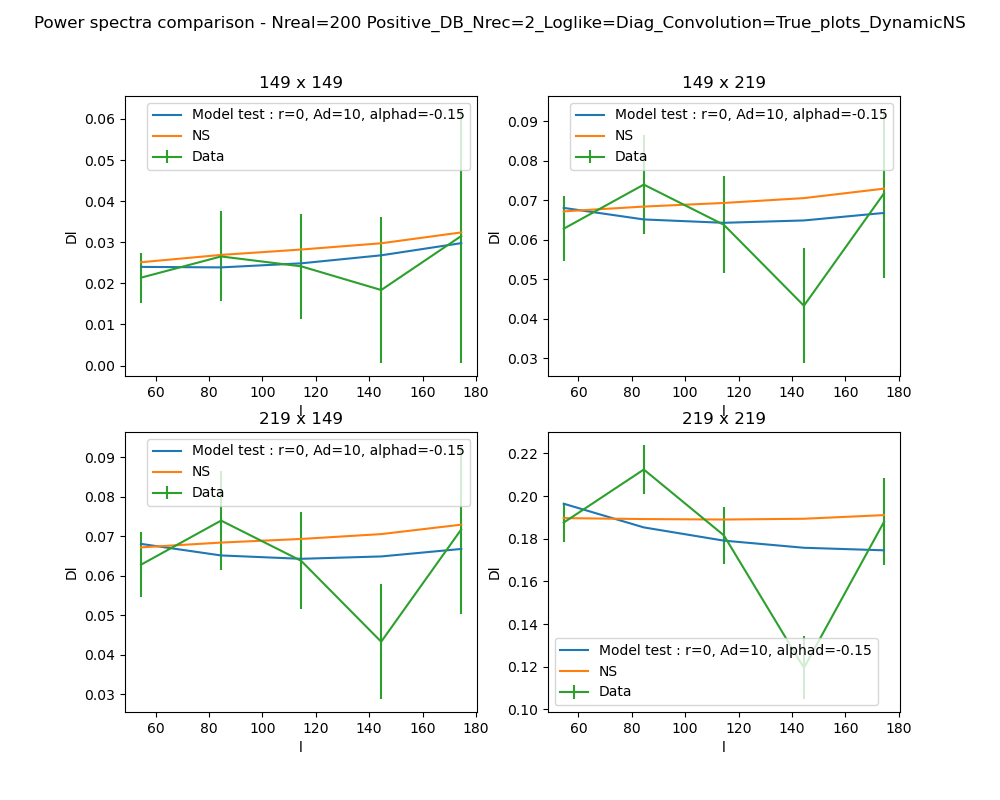 Power spectra comparison - Nreal=200 Positive_DB_Nrec=2_Loglike=Diag_Convolution=True_plots_DynamicNS
149 x 149
Model test : r=0, Ad=10, alphad=-0.15
NS
Data
0.06
0.05
0.04
0.03
0.02
0.01
0.00
Dl
60 80 100 120 140 160 180
l
149 x 219
Model test : r=0, Ad=10, alphad=-0.15
NS
Data
0.09
0.08
0.07
0.06
0.05
0.04
0.03
Dl
60 80 100 120 140 160 180
l
219 x 149
Model test : r=0, Ad=10, alphad=-0.15
NS
Data
0.09
0.08
0.07
0.06
0.05
0.04
0.03
Dl
60 80 100 120 140 160 180
l
219 x 219
0.22
0.20
0.18
0.16
0.14
0.12
0.10
Dl
Model test : r=0, Ad=10, alphad=-0.15
NS
Data
60 80 100 120 140 160 180
l